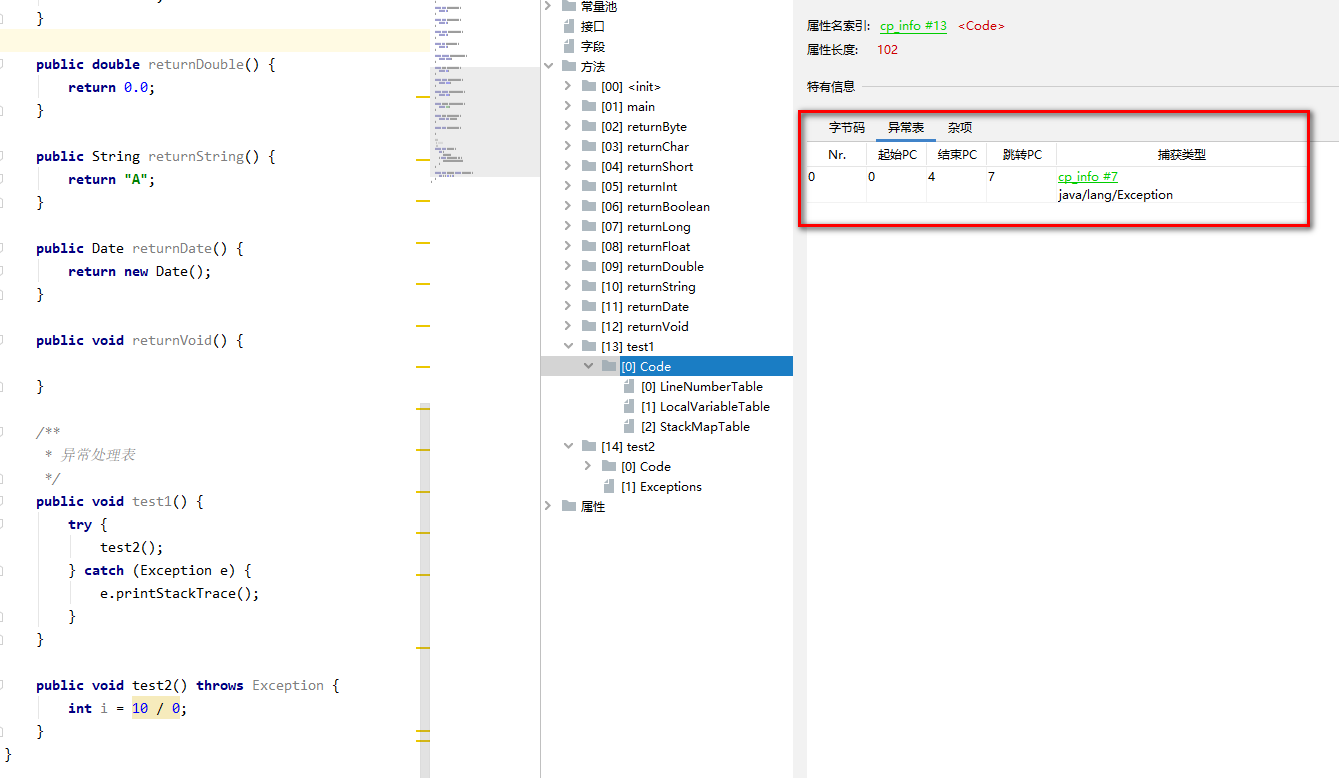 }
public double returnDouble() {
return 0.0;
}
public String returnString() {
return "A";
}
public Date returnDate() {
return new Date();
}
public void returnVoid() {
}
/**
* 异常处理表
*/
public void test1() {
try {
test2();
} catch (Exception e) {
e.printStackTrace();
}
}
public void test2() throws Exception {
int i = 10 / 0;
}
}
常量池
接口
字段
方法
[00] <init>
[01] main
[02] returnByte
[03] returnChar
[04] returnShort
[05] returnInt
[06] returnBoolean
[07] returnLong
[08] returnFloat
[09] returnDouble
[10] returnString
[11] returnDate
[12] returnVoid
[13] test1
[0] Code
[0] LineNumberTable
[1] LocalVariableTable
[2] StackMapTable
[14] test2
[0] Code
[1] Exceptions
属性
属性名索引: cp_info #13 <Code>
属性长度: 102
特有信息
字节码 异常表 杂项
Nr. 起始PC 结束PC 跳转PC 捕获类型
0 0 4 7 cp_info #7
java/lang/Exception